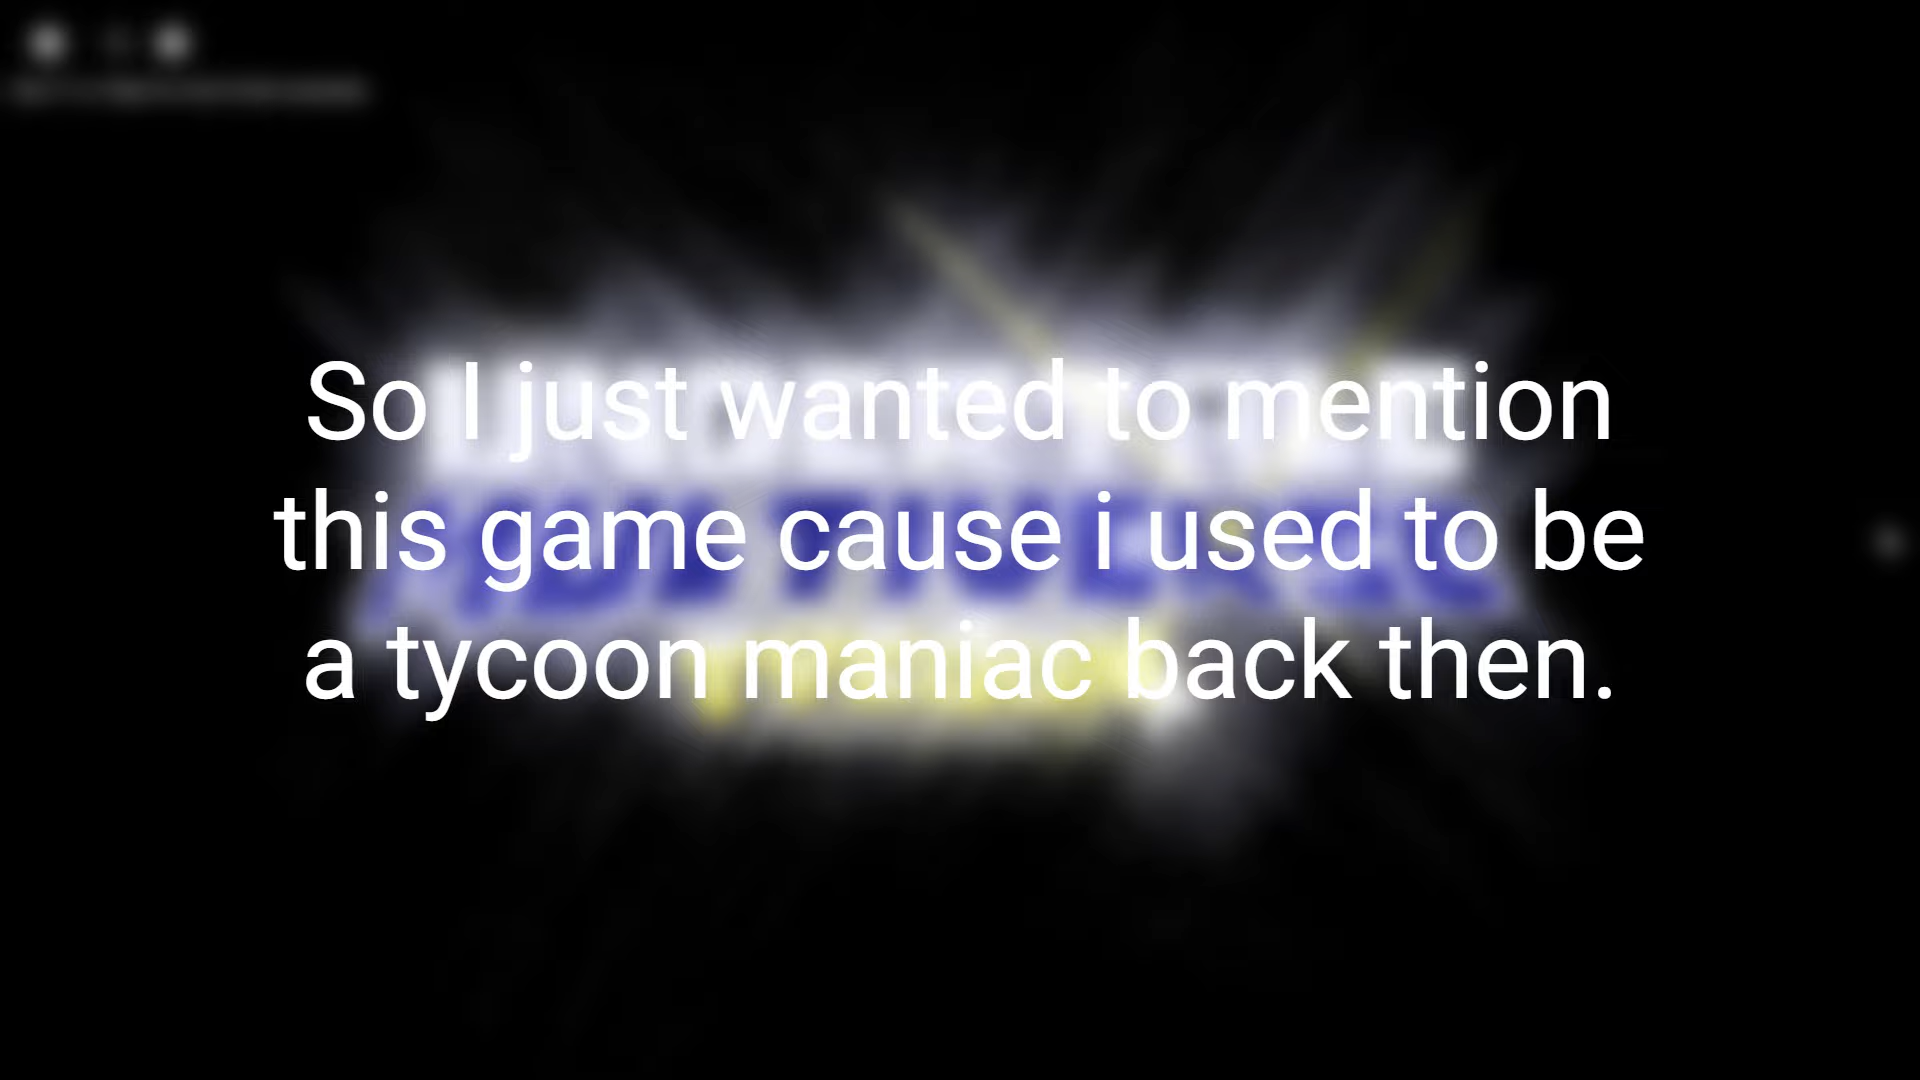 So I just wanted to mention
this game cause i used to be
a tycoon maniac back then.